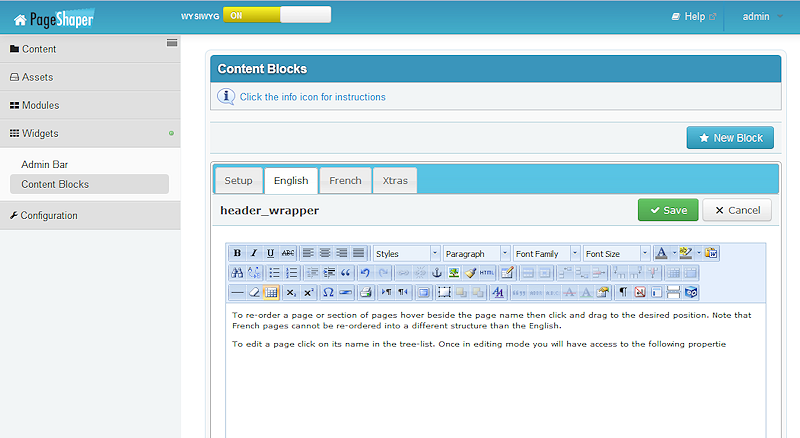 PageShaper
WYSIWYG ON
Help
admin
Content
Assets
Modules
Widgets
Admin Bar
Content Blocks
Configuration
Content Blocks
Click the info icon for instructions
New Block
Setup English French Xtras
header_wrapper
Save Cancel
B I U ABC Styles Paragraph Font Family Font Size A
HTML
To re-order a page or section of pages hover beside the page name then click and drag to the desired position. Note that
French pages cannot be re-ordered into a different structure than the English.
To edit a page click on its name in the tree-list. Once in editing mode you will have access to the following propertie